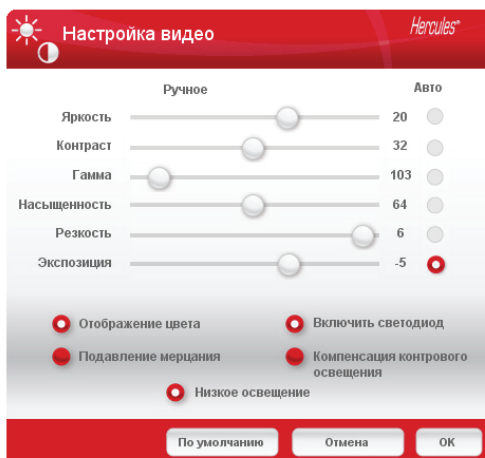 Настройка видео
Hercules®
Ручное
Авто
Яркость 20
Контраст 32
Гамма 103
Насыщенность 64
Резкость 6
Экспозиция -5
Отображение цвета
Включить светодиод
Подавление мерцания
Компенсация контрового
освещения
Низкое освещение
По умолчанию
Отмена
ОК